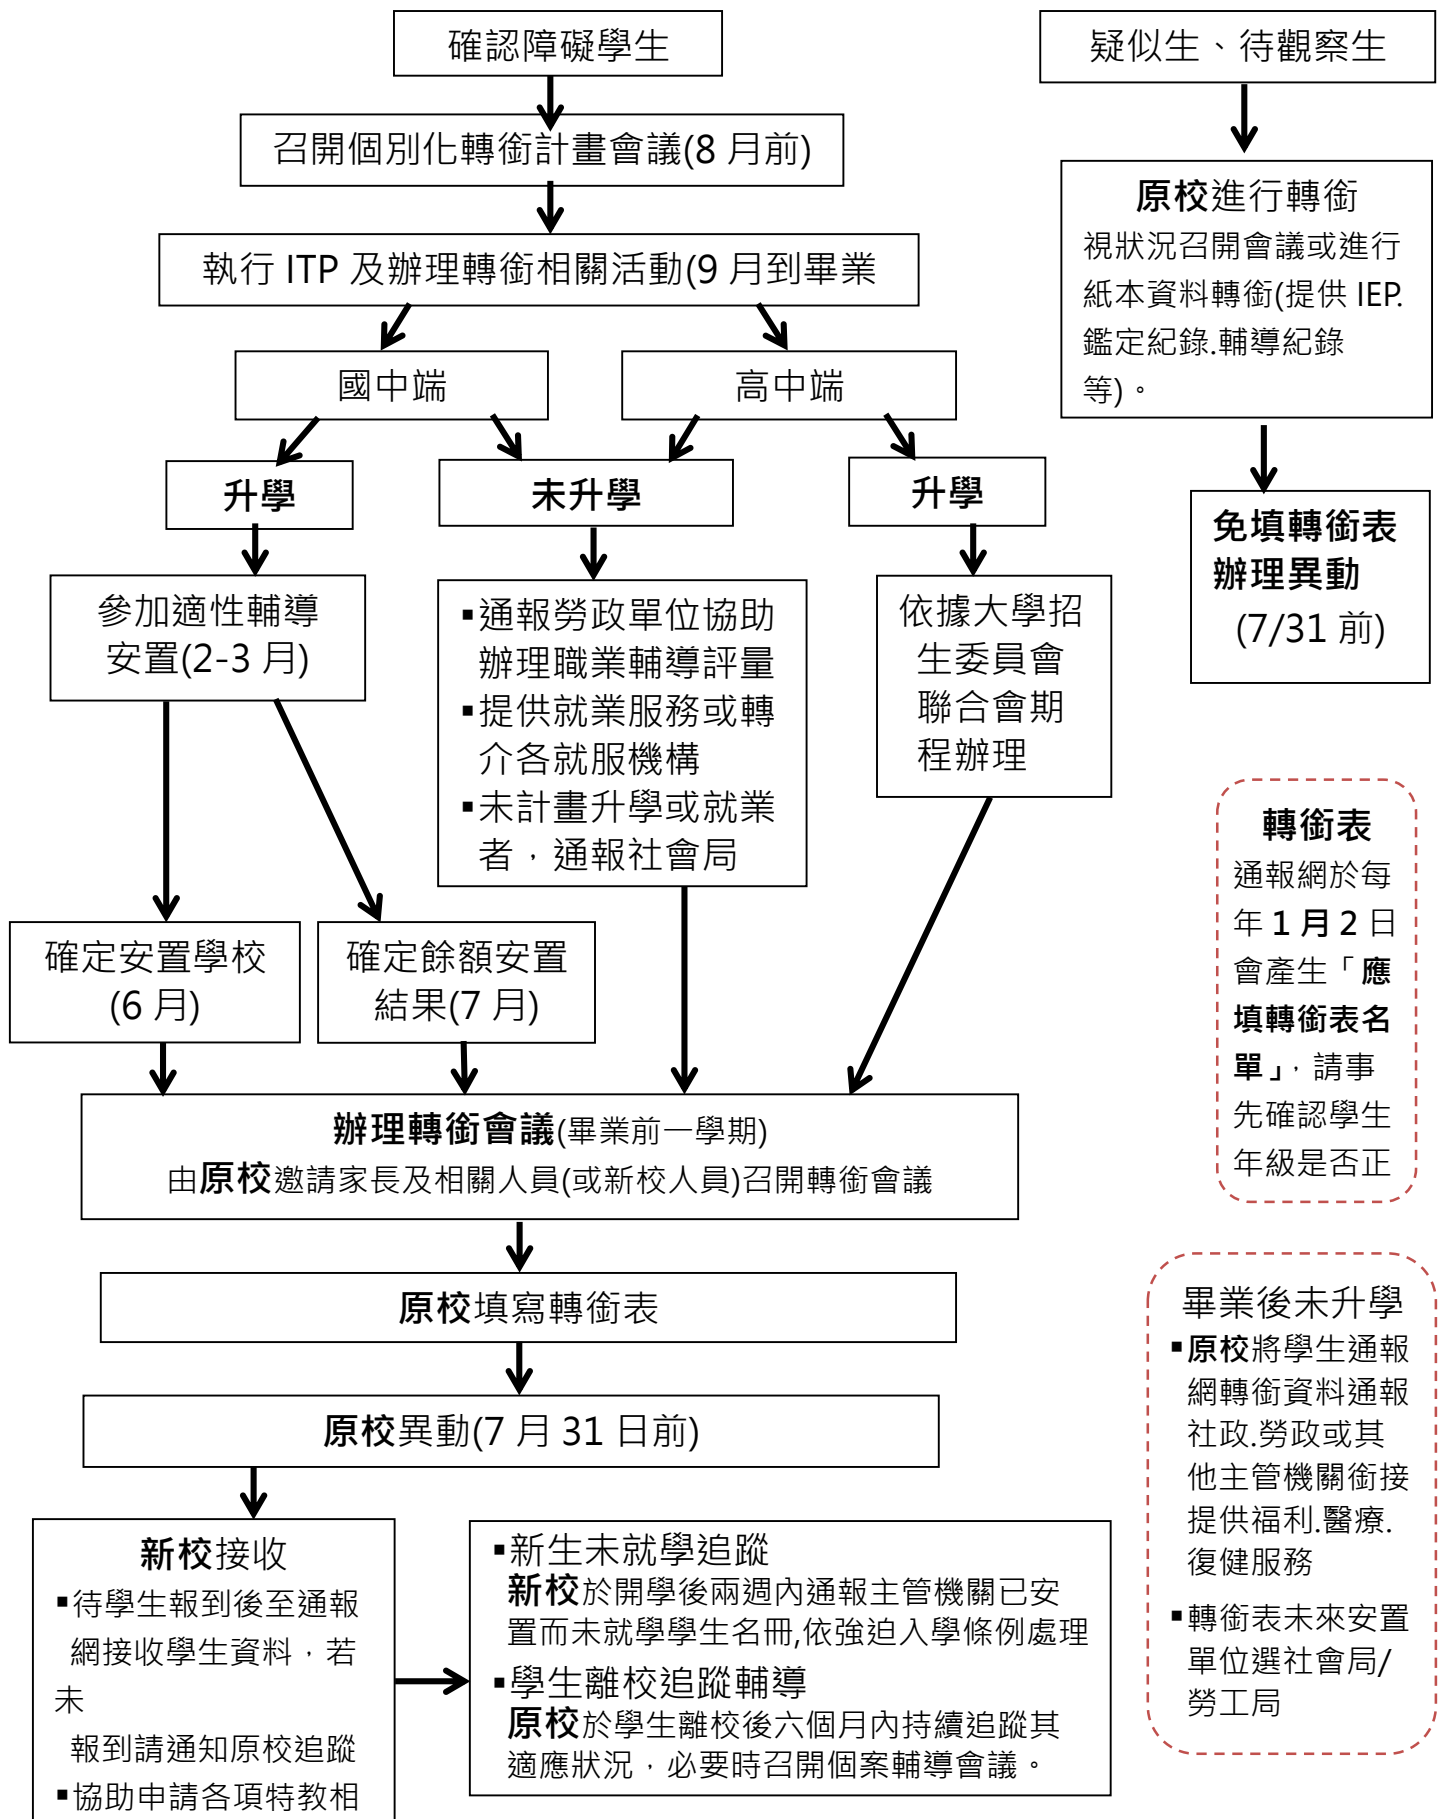 確認障礙學生
疑似生、待觀察生
召開個別化轉銜計畫會議(8 月前)
執行 ITP 及辦理轉銜相關活動(9 月到畢業
原校進行轉銜
視狀況召開會議或進行
紙本資料轉銜(提供 IEP.
鑑定紀錄.輔導紀錄
等)。
國中端
高中端
升學
未升學
升學
免填轉銜表
辦理異動
(7/31 前)
參加適性輔導
安置(2-3 月)
▪通報勞政單位協助
辦理職業輔導評量
▪提供就業服務或轉
介各就服機構
▪未計畫升學或就業
者，通報社會局
依據大學招
生委員會
聯合會期
程辦理
轉銜表
通報網於每
年 1 月 2 日
會產生「應
填轉銜表名
單」，請事
先確認學生
年級是否正
確定安置學校
(6 月)
確定餘額安置
結果(7 月)
辦理轉銜會議(畢業前一學期)
由原校邀請家長及相關人員(或新校人員)召開轉銜會議
原校填寫轉銜表
原校異動(7 月 31 日前)
畢業後未升學
▪原校將學生通報
網轉銜資料通報
社政.勞政或其
他主管機關銜接
提供福利.醫療.
復健服務
▪轉銜表未來安置
單位選社會局/
勞工局
新校接收
▪待學生報到後至通報
網接收學生資料，若
未
報到請通知原校追蹤
▪協助申請各項特教相
▪新生未就學追蹤
新校於開學後兩週內通報主管機關已安
置而未就學學生名冊,依強迫入學條例處理
▪學生離校追蹤輔導
原校於學生離校後六個月內持續追蹤其
適應狀況，必要時召開個案輔導會議。